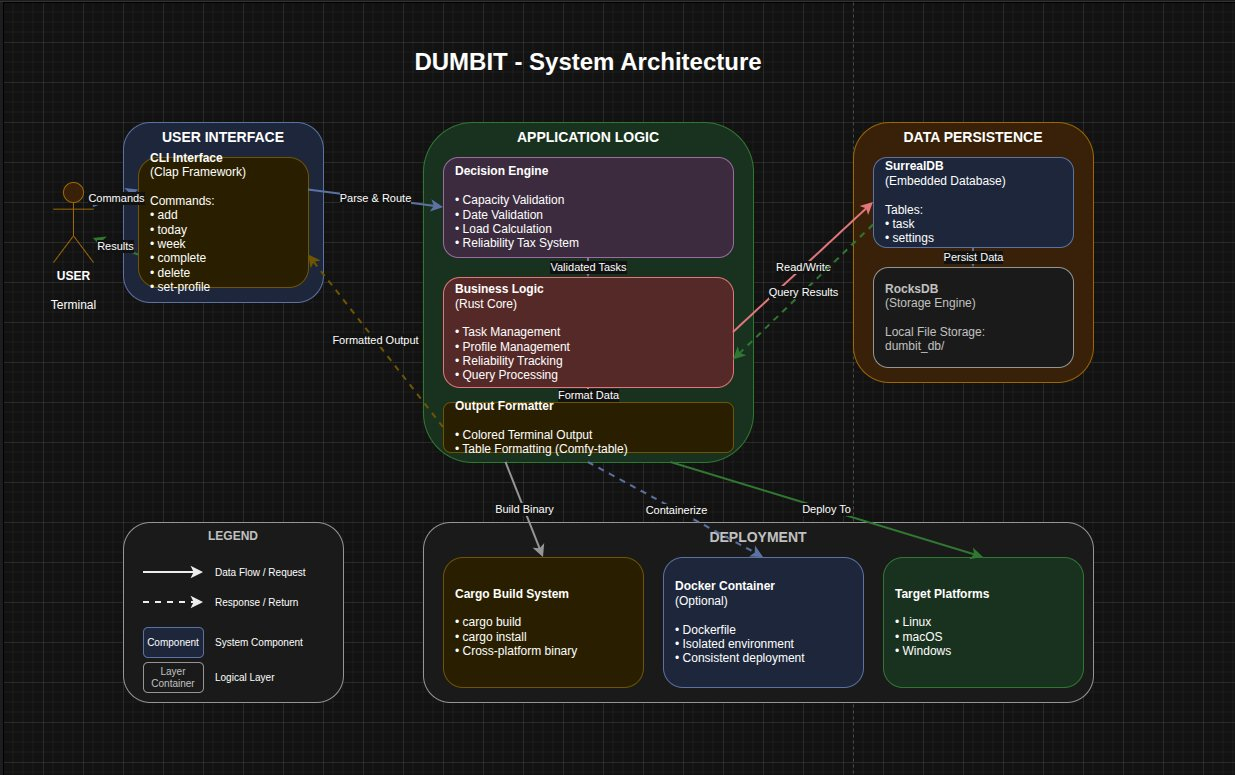 DUMBIT - System Architecture
USER INTERFACE
CLI Interface
(Clap Framework)
Commands:
• add
• today
• week
• complete
• delete
• set-profile
Commands
Results
USER
Terminal
Parse & Route
Formatted Output
APPLICATION LOGIC
Decision Engine
• Capacity Validation
• Date Validation
• Load Calculation
• Reliability Tax System
Validated Tasks
Business Logic
(Rust Core)
• Task Management
• Profile Management
• Reliability Tracking
• Query Processing
Format Data
Output Formatter
• Colored Terminal Output
• Table Formatting (Comfy-table)
Read/Write
Query Results
DATA PERSISTENCE
SurrealDB
(Embedded Database)
Tables:
• task
• settings
Persist Data
RocksDB
(Storage Engine)
Local File Storage:
dumbit_db/
Build Binary
Containerize
Deploy To
LEGEND
Data Flow / Request
Response / Return
Component
System Component
Layer
Container
Logical Layer
DEPLOYMENT
Cargo Build System
• cargo build
• cargo install
• Cross-platform binary
Docker Container
(Optional)
• Dockerfile
• Isolated environment
• Consistent deployment
Target Platforms
• Linux
• macOS
• Windows